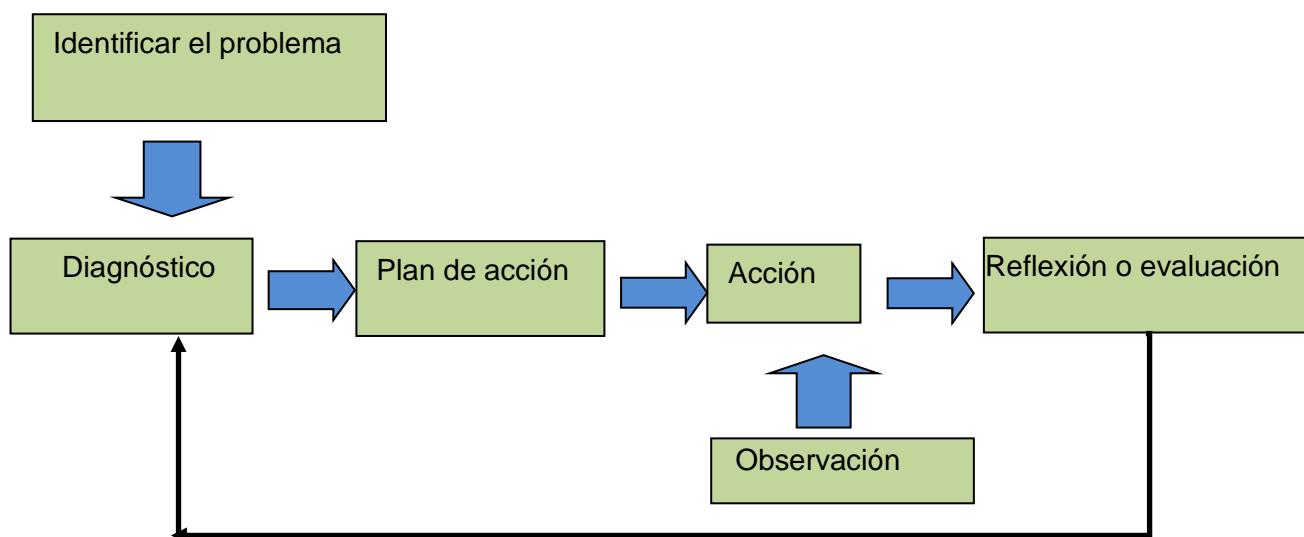 Identificar el problema
Diagnóstico
Plan de acción
Acción
Reflexión o evaluación
Observación